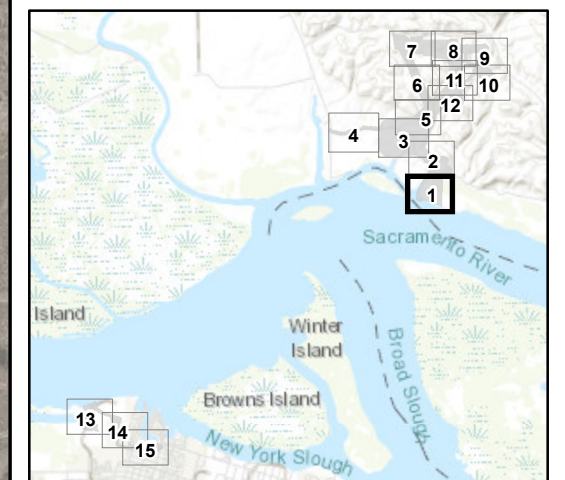 7 8 9
6 11 10
12
5
4 3
2
1
Sacramento River
Island
Winter
Island
Broad Slough
Browns Island
13
14
15
New York Slough